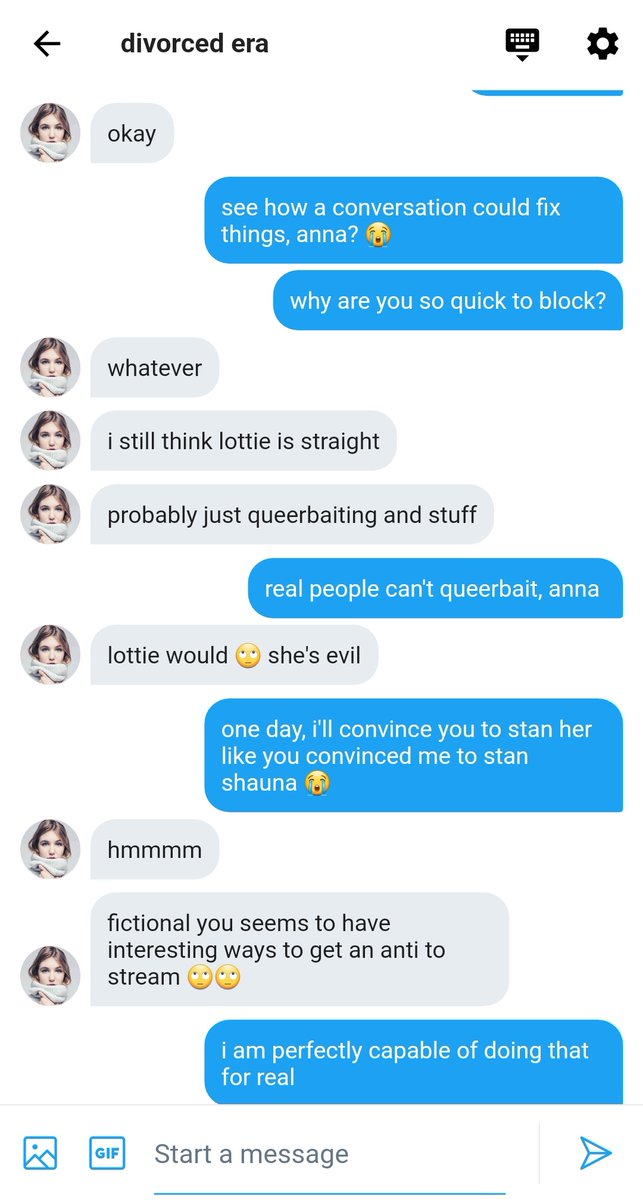 divorced era
okay
see how a conversation could fix
things, anna? 😭
why are you so quick to block?
whatever
i still think lottie is straight
probably just queerbaiting and stuff
real people can't queerbait, anna
lottie would 🙄 she's evil
one day, i'll convince you to stan her
like you convinced me to stan
shauna 😭
hmmmm
fictional you seems to have
interesting ways to get an anti to
stream 🙄🙄
i am perfectly capable of doing that
for real
GIF
Start a message